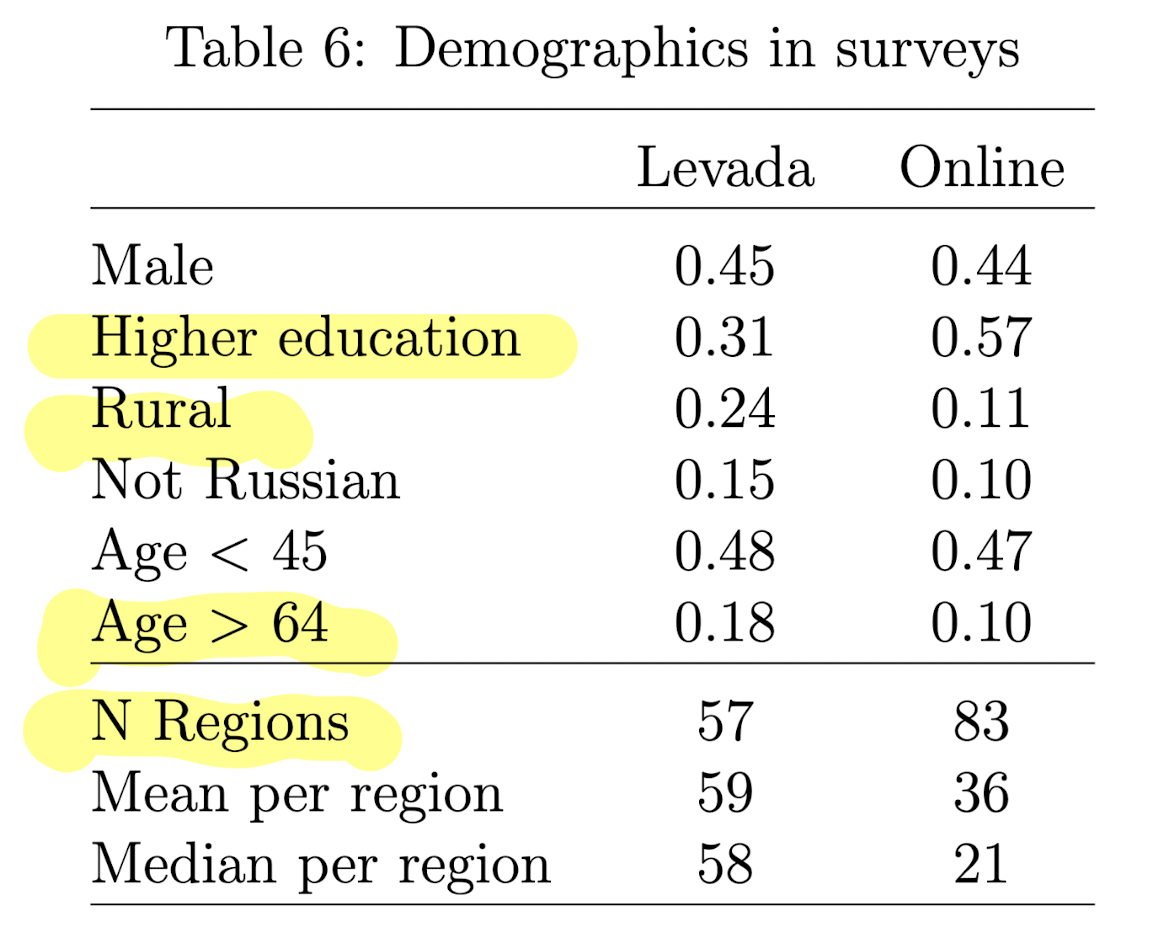 Table 6: Demographics in surveys
Levada Online
Male 0.45 0.44
Higher education 0.31 0.57
Rural 0.24 0.11
Not Russian 0.15 0.10
Age < 45 0.48 0.47
Age > 64 0.18 0.10
N Regions 57 83
Mean per region 59 36
Median per region 58 21